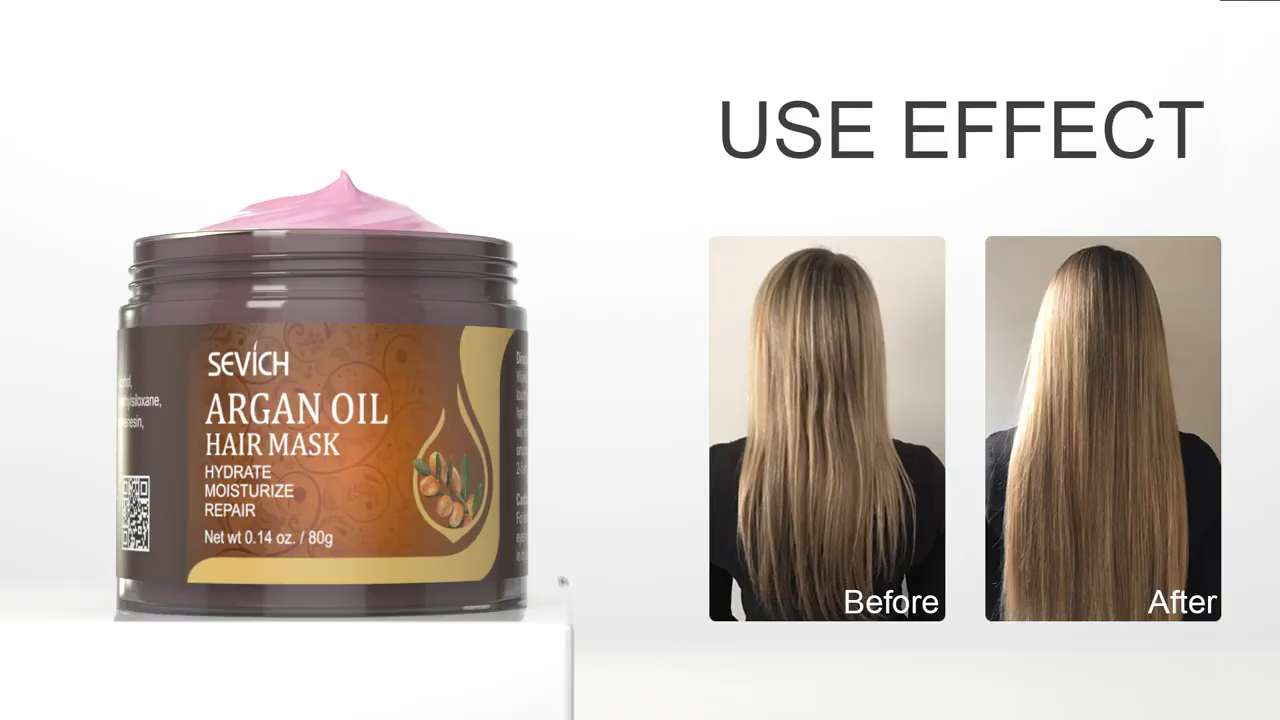 USE EFFECT
SEVICH
ARGAN OIL
HAIR MASK
HYDRATE
MOISTURIZE
REPAIR
Net wt 0.14 oz. / 80g
Before
After